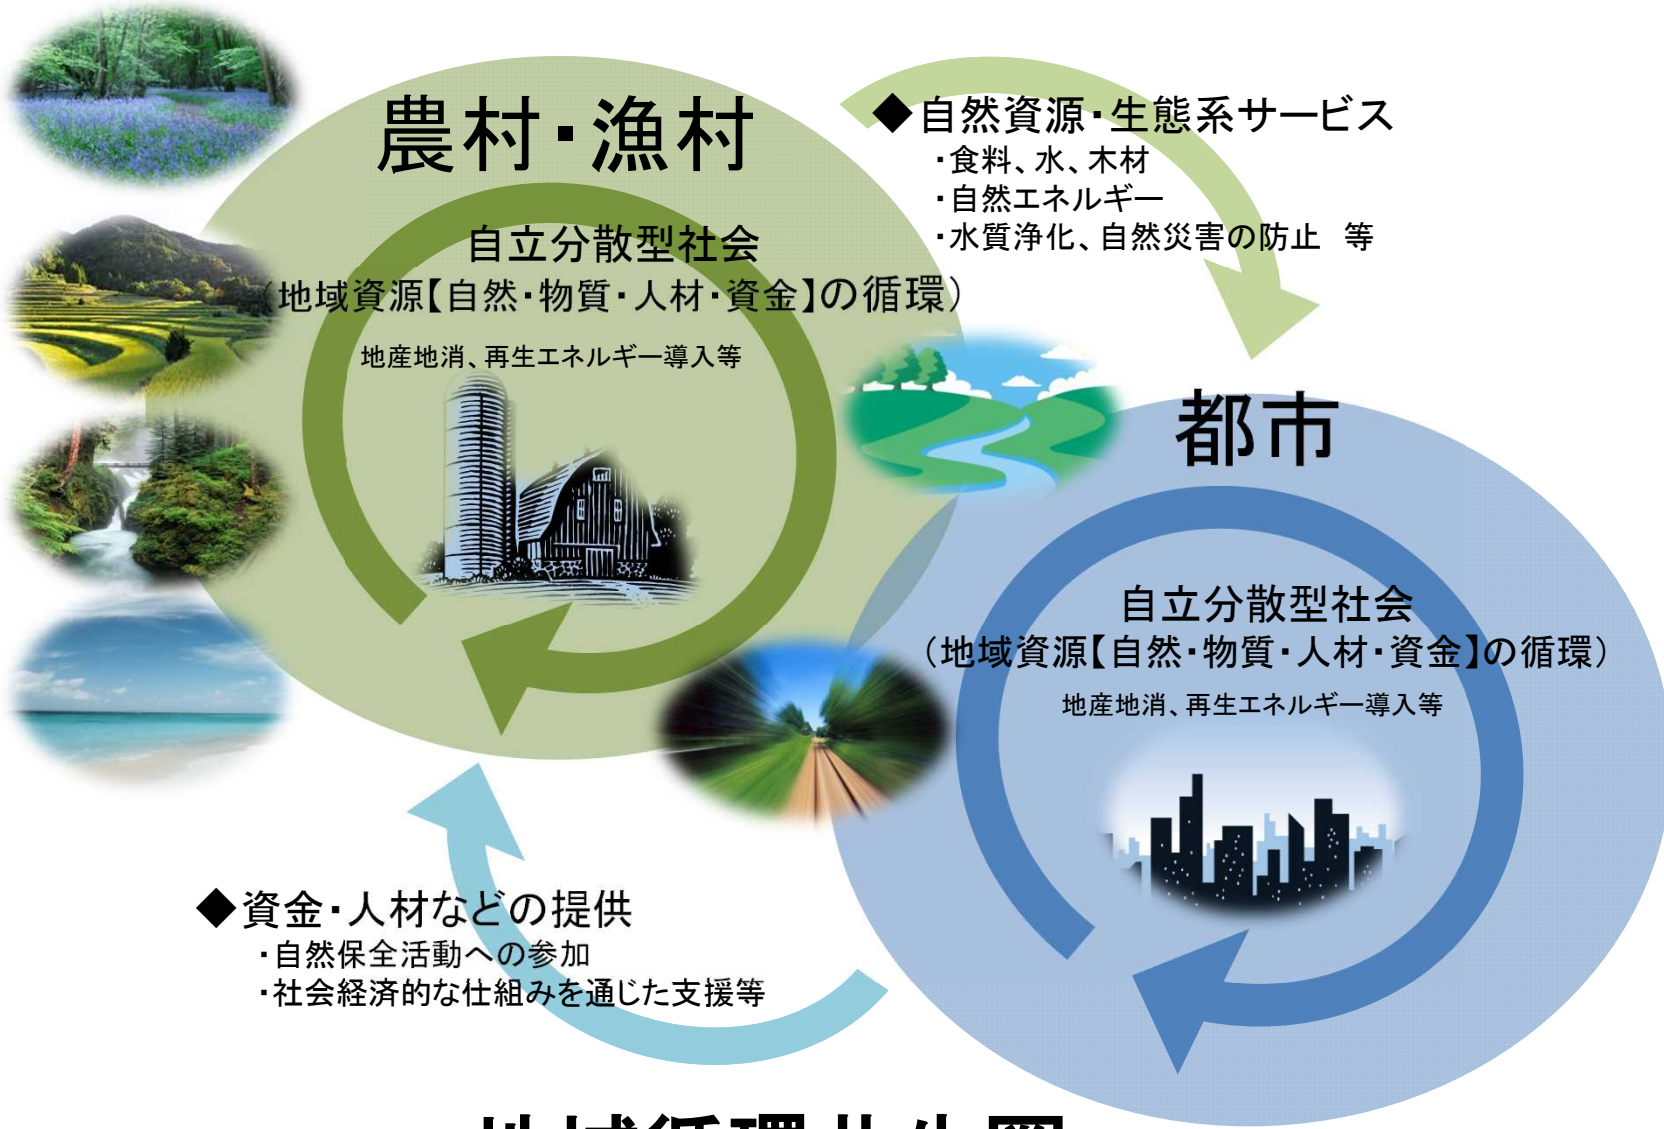 農村・漁村
自立分散型社会
（地域資源【自然・物質・人材・資金】の循環）
地産地消、再生エネルギー導入等
◆自然資源・生態系サービス
・食料、水、木材
・自然エネルギー
・水質浄化、自然災害の防止　等
都市
自立分散型社会
（地域資源【自然・物質・人材・資金】の循環）
地産地消、再生エネルギー導入等
◆資金・人材などの提供
・自然保全活動への参加
・社会経済的な仕組みを通じた支援等
地域循環共生圏